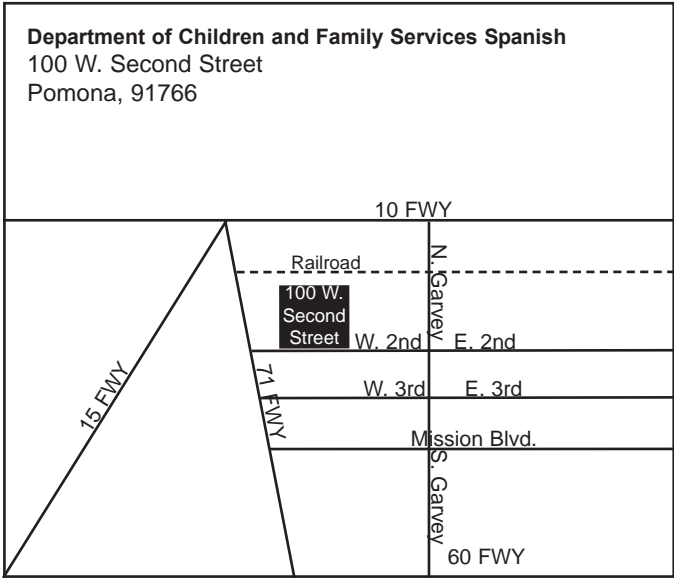 Department of Children and Family Services Spanish
100 W. Second Street
Pomona, 91766
10 FWY
Railroad
N. Garvey
100 W.
Second
Street
W. 2nd
E. 2nd
15 FWY
71 FWY
W. 3rd
E. 3rd
Mission Blvd.
S. Garvey
60 FWY